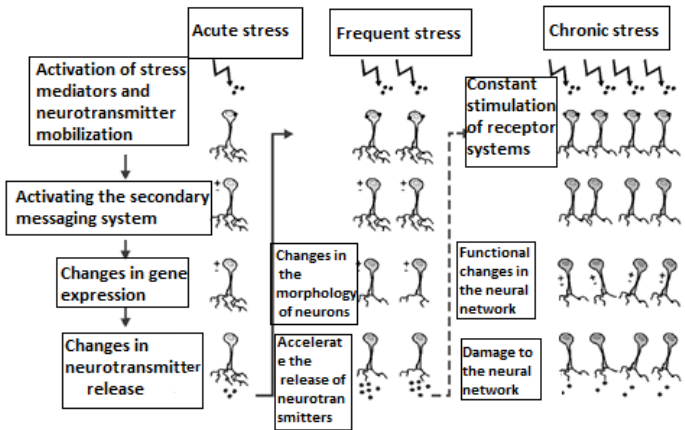 Acute stress
Frequent stress
Chronic stress
Activation of stress
mediators and
neurotransmitter
mobilization
Activating the secondary
messaging system
Changes in gene
expression
Changes in
neurotransmitter
release
Changes in
the
morphology
of neurons
Accelerat
e the
release of
neurotran
smitters
Constant
stimulation
of receptor
systems
Functional
changes in
the neural
network
Damage to
the neural
network